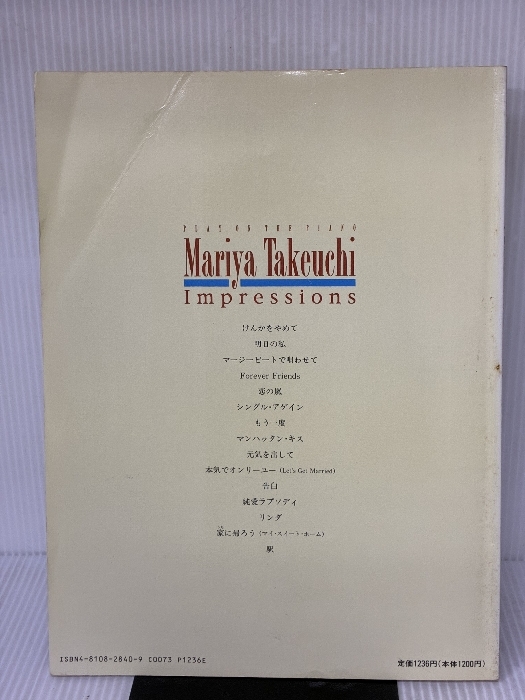 PLAY ON THE PIANO
Mariya Takeuchi
Impressions
けんかをやめて
明日の私
マージービートで唄わせて
Forever Friends
恋の嵐
シングル・アゲイン
もう一度
マンハッタン・キス
元気を出して
本気でオンリーユー (Let's Get Married)
告白
純愛ラプソディ
リンダ
家に帰ろう (マイ・スイート・ホーム)
駅
ISBN4-8108-2840-9 C0073 P1236E
定価1236円(本体1200円)